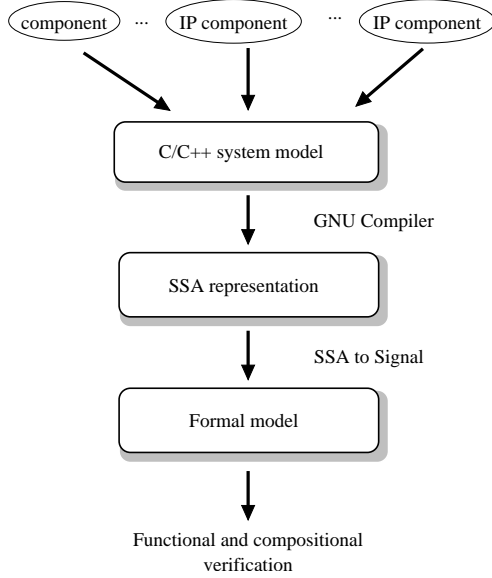 component ... IP component ... IP component
C/C++ system model
GNU Compiler
SSA representation
SSA to Signal
Formal model
Functional and compositional
verification